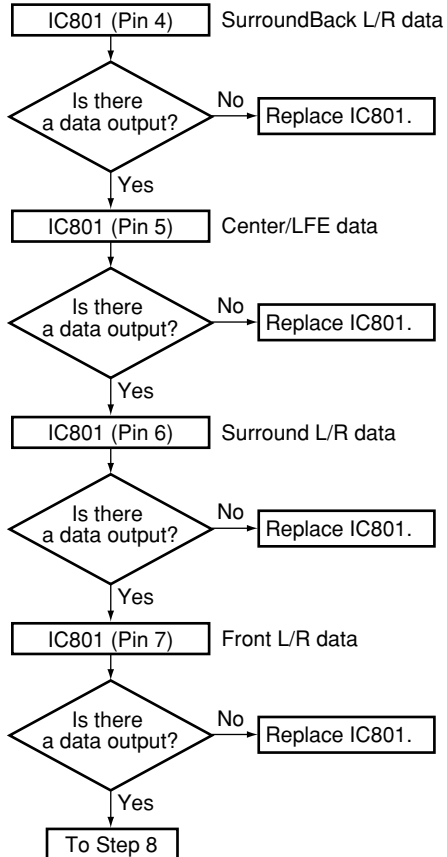 IC801 (Pin 4) SurroundBack L/R data
Is there
a data output?
No
Replace IC801.
Yes
IC801 (Pin 5) Center/LFE data
Is there
a data output?
No
Replace IC801.
Yes
IC801 (Pin 6) Surround L/R data
Is there
a data output?
No
Replace IC801.
Yes
IC801 (Pin 7) Front L/R data
Is there
a data output?
No
Replace IC801.
Yes
To Step 8